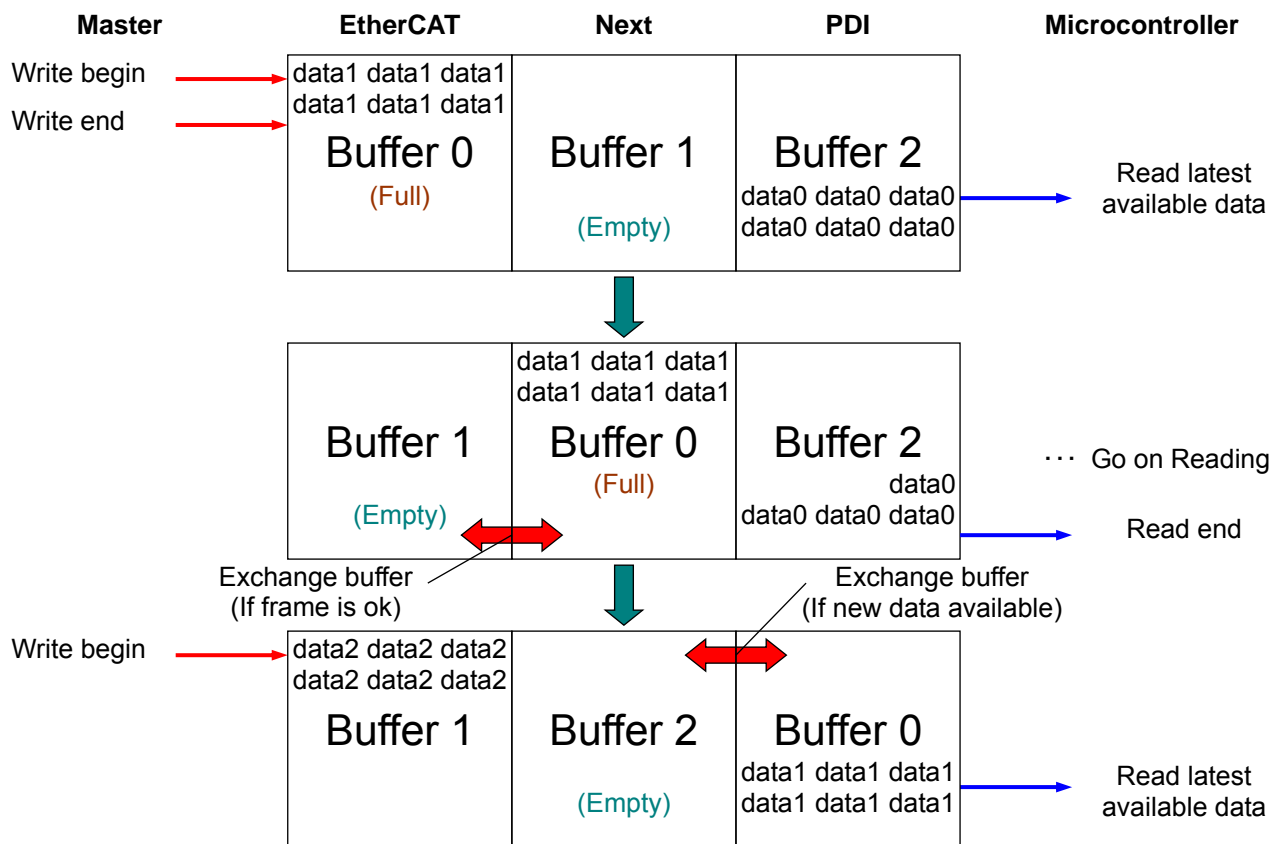 Master EtherCAT Next PDI Microcontroller
Write begin
data1 data1 data1
data1 data1 data1
Write end
Buffer 0
(Full)
Buffer 1
(Empty)
Buffer 2
data0 data0 data0
data0 data0 data0
Read latest
available data
Buffer 1
(Empty)
data1 data1 data1
data1 data1 data1
Buffer 0
(Full)
Buffer 2
data0
data0 data0 data0
··· Go on Reading
Read end
Exchange buffer
(If frame is ok)
Exchange buffer
(If new data available)
Write begin
data2 data2 data2
data2 data2 data2
Buffer 1
Buffer 2
(Empty)
Buffer 0
data1 data1 data1
data1 data1 data1
Read latest
available data